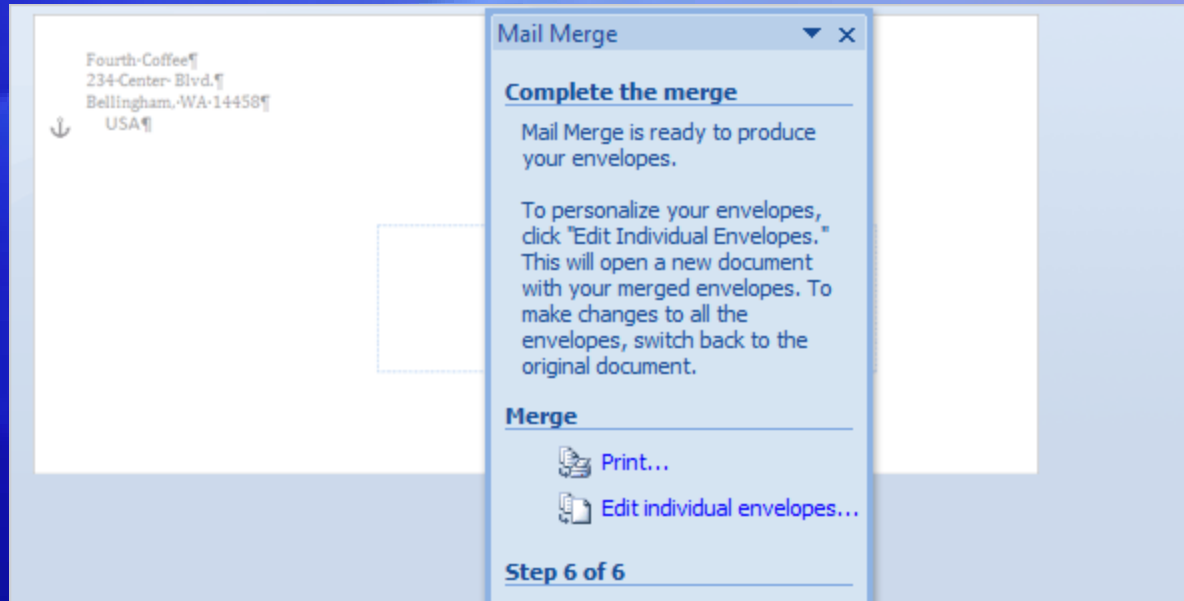 Fourth·Coffee¶
234·Center·Blvd.¶
Bellingham,·WA·14458¶
USA¶
Mail Merge
Complete the merge
Mail Merge is ready to produce
your envelopes.
To personalize your envelopes,
click "Edit Individual Envelopes."
This will open a new document
with your merged envelopes. To
make changes to all the
envelopes, switch back to the
original document.
Merge
Print...
Edit individual envelopes...
Step 6 of 6